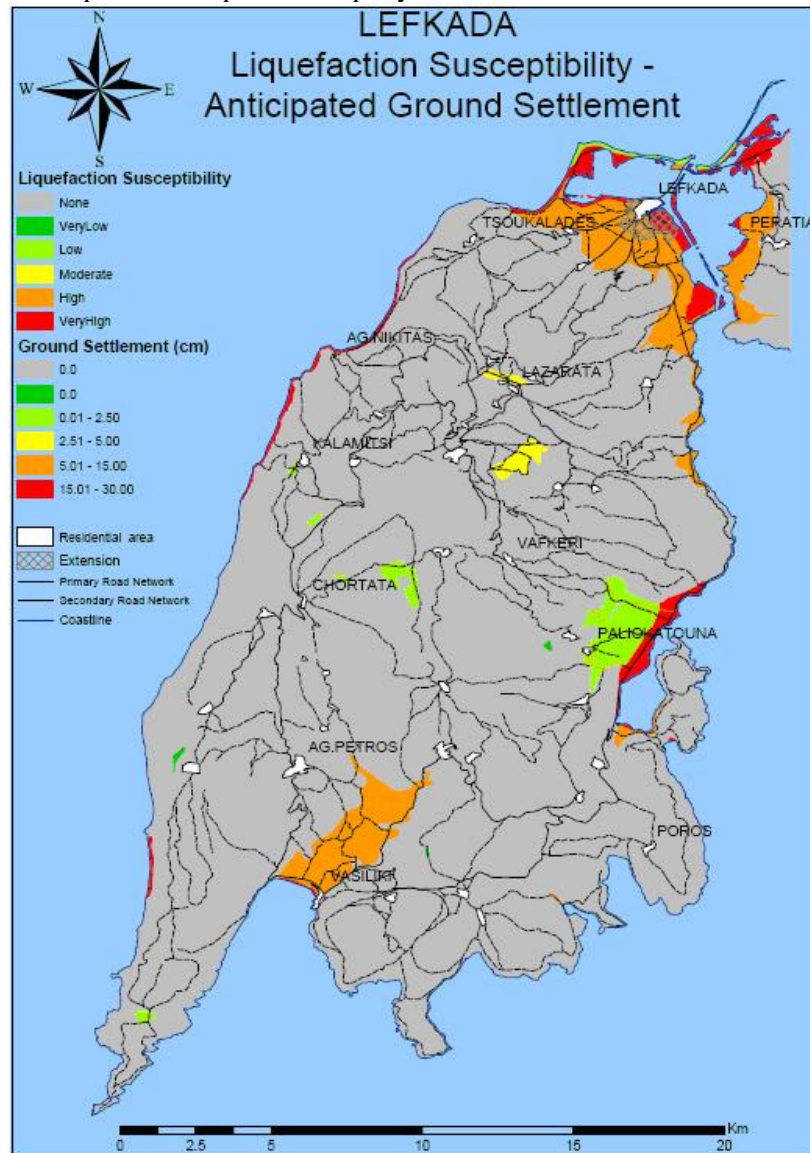 LEFKADA
Liquefaction Susceptibility -
Anticipated Ground Settlement
N
W
E
S
Liquefaction Susceptibility
None
VeryLow
Low
Moderate
High
VeryHigh
Ground Settlement (cm)
0.0
0.0
0.01 - 2.50
2.51 - 5.00
5.01 - 15.00
15.01 - 30.00
Residential area
Extension
Primary Road Network
Secondary Road Network
Coastline
LEFKADA
TSOUKALADES
PERATIA
AG.NIKITAS
LAZARATA
KALAMITSI
VAFKERI
CHORTATA
PALIOKATOUNA
AG.PETROS
POROS
VASILIKI
Km
0
2.5
5
10
15
20